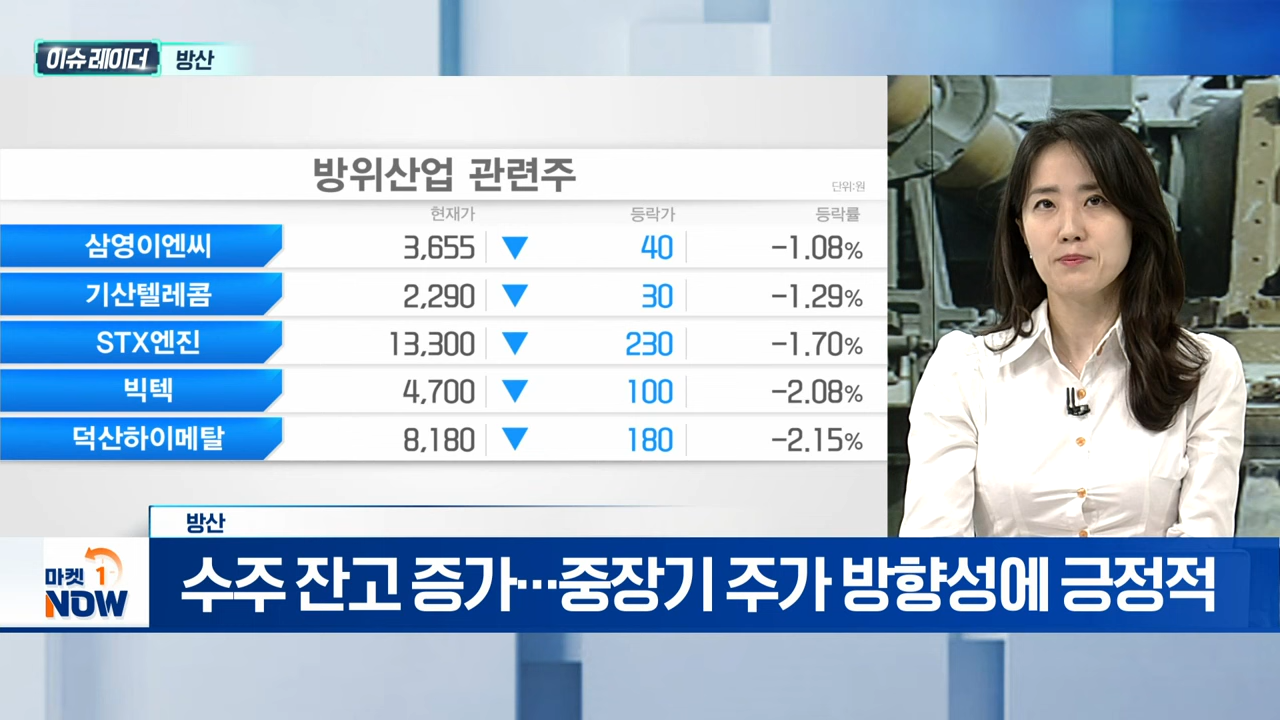 이슈 레이더 방산
방위산업 관련주
단위:원
현재가 등락가 등락률
삼영이엔씨 3,655 ▼ 40 -1.08%
기산텔레콤 2,290 ▼ 30 -1.29%
STX엔진 13,300 ▼ 230 -1.70%
빅텍 4,700 ▼ 100 -2.08%
덕산하이메탈 8,180 ▼ 180 -2.15%
방산
마켓 1
NOW
수주 잔고 증가…중장기 주가 방향성에 긍정적